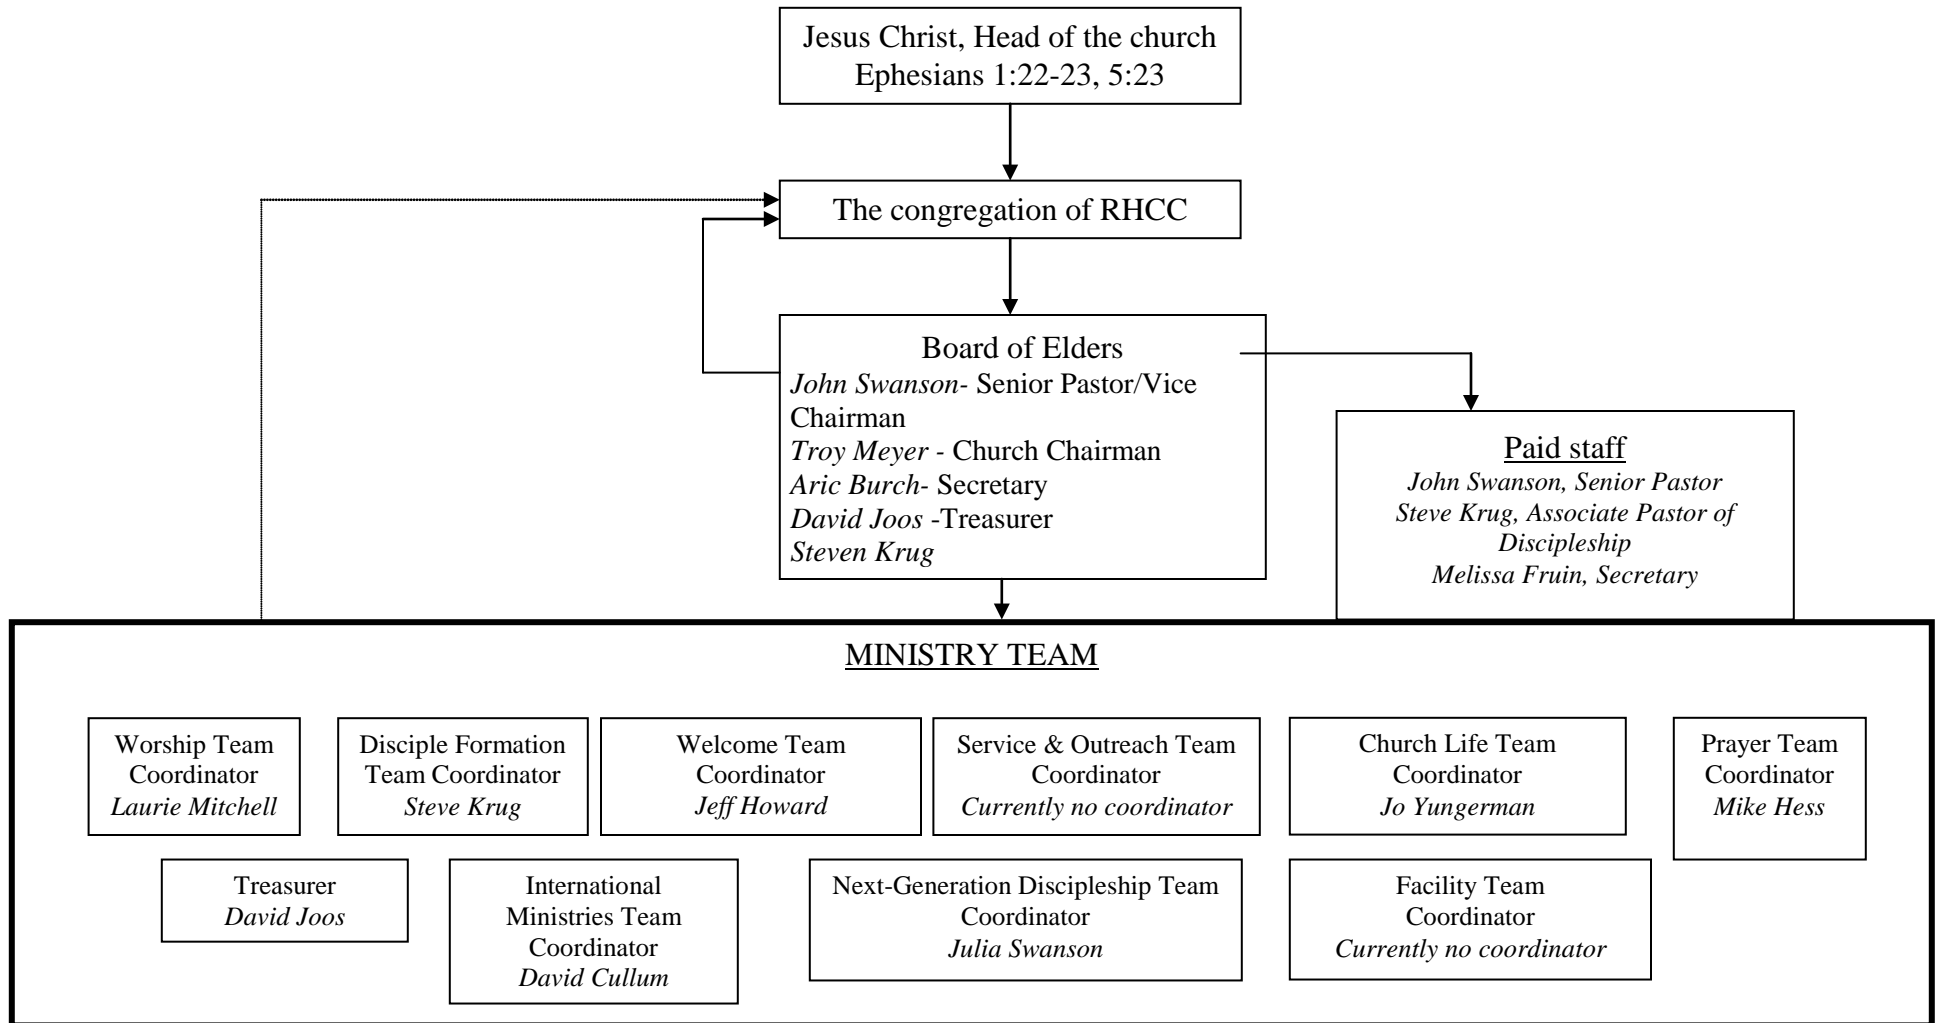 Jesus Christ, Head of the church
Ephesians 1:22-23, 5:23
The congregation of RHCC
Board of Elders
John Swanson- Senior Pastor/Vice
Chairman
Troy Meyer - Church Chairman
Aric Burch- Secretary
David Joos -Treasurer
Steven Krug
Paid staff
John Swanson, Senior Pastor
Steve Krug, Associate Pastor of
Discipleship
Melissa Fruin, Secretary
MINISTRY TEAM
Worship Team
Coordinator
Laurie Mitchell
Disciple Formation
Team Coordinator
Steve Krug
Welcome Team
Coordinator
Jeff Howard
Service & Outreach Team
Coordinator
Currently no coordinator
Church Life Team
Coordinator
Jo Yungerman
Prayer Team
Coordinator
Mike Hess
Treasurer
David Joos
International
Ministries Team
Coordinator
David Cullum
Next-Generation Discipleship Team
Coordinator
Julia Swanson
Facility Team
Coordinator
Currently no coordinator